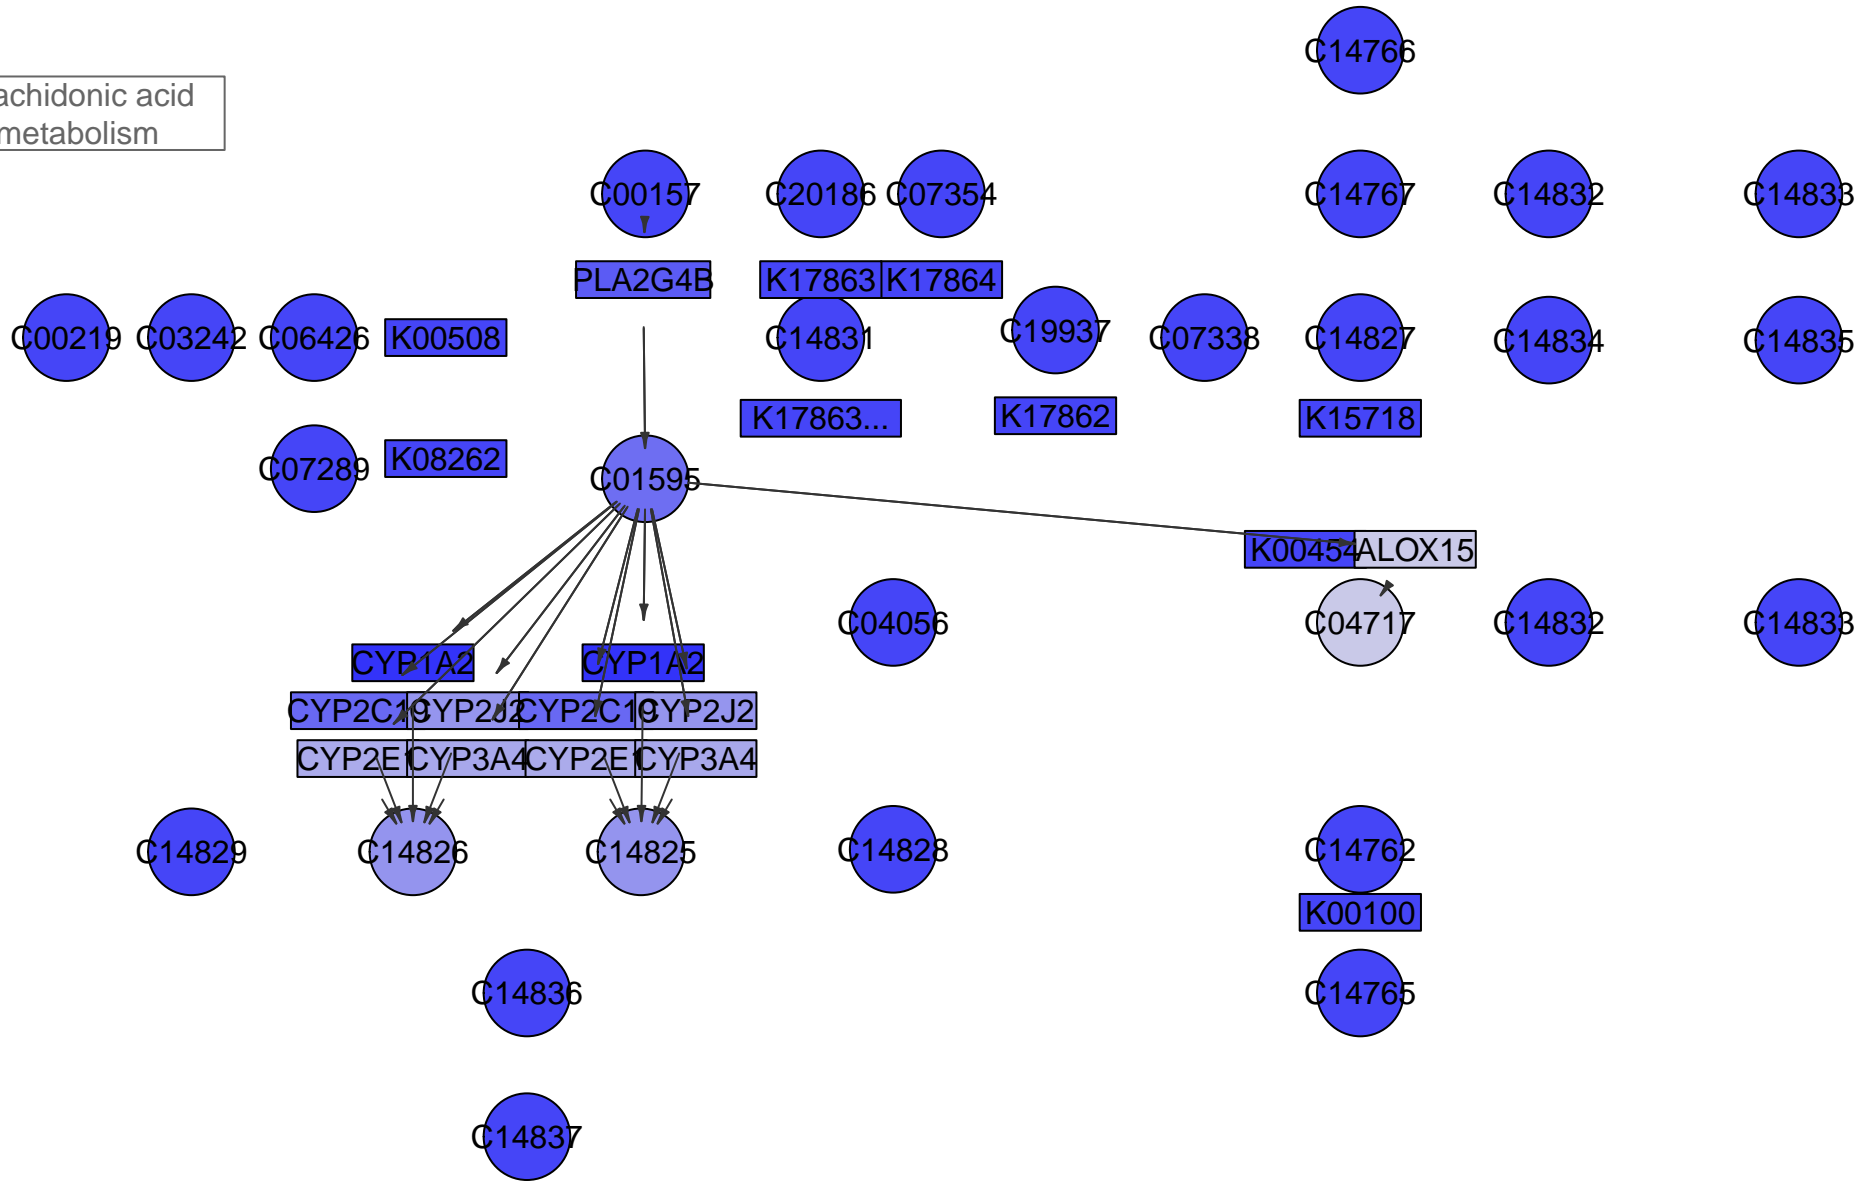 C14766
achidonic acid
metabolism
C00157
C20186
C07354
C14767
C14832
C14833
PLA2G4B
K17863
K17864
C00219
C03242
C06426
K00508
C14831
C19937
C07338
C14827
C14834
C14835
K17863...
K17862
K15718
C07289
K08262
C01595
K00454
ALOX15
C04056
C04717
C14832
C14833
CYP1A2
CYP1A2
CYP2C19
CYP2J2
CYP2C19
CYP2J2
CYP2E1
CYP3A4
CYP2E1
CYP3A4
C14829
C14826
C14825
C14828
C14762
K00100
C14836
C14765
C14837